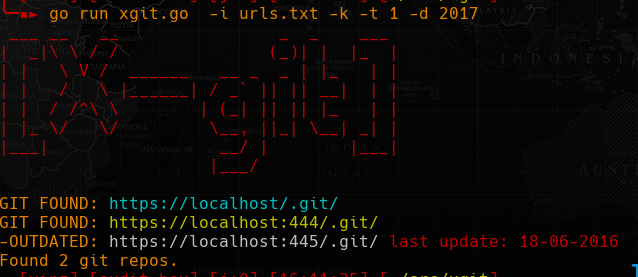 go run xgit.go -i urls.txt -k -t 1 -d 2017
[X-git]
GIT FOUND: https://localhost/.git/
GIT FOUND: https://localhost:444/.git/
-OUTDATED: https://localhost:445/.git/ last update: 18-06-2016
Found 2 git repos.